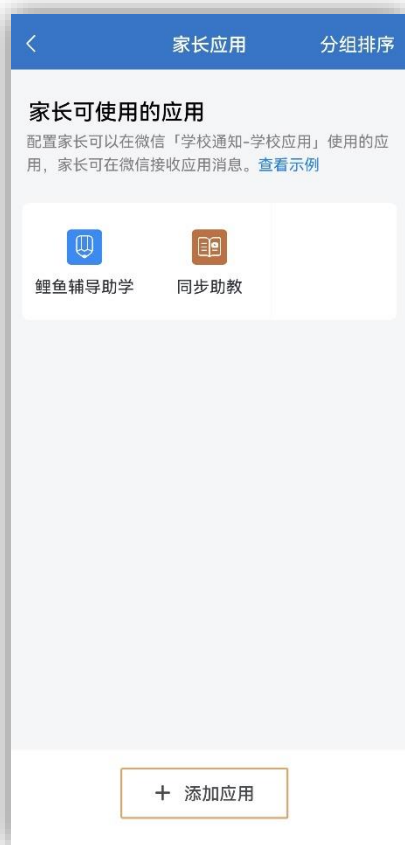 家长应用
分组排序
家长可使用的应用
配置家长可以在微信「学校通知-学校应用」使用的应
用，家长可在微信接收应用消息。查看示例
鲤鱼辅导助学
同步助教
+ 添加应用